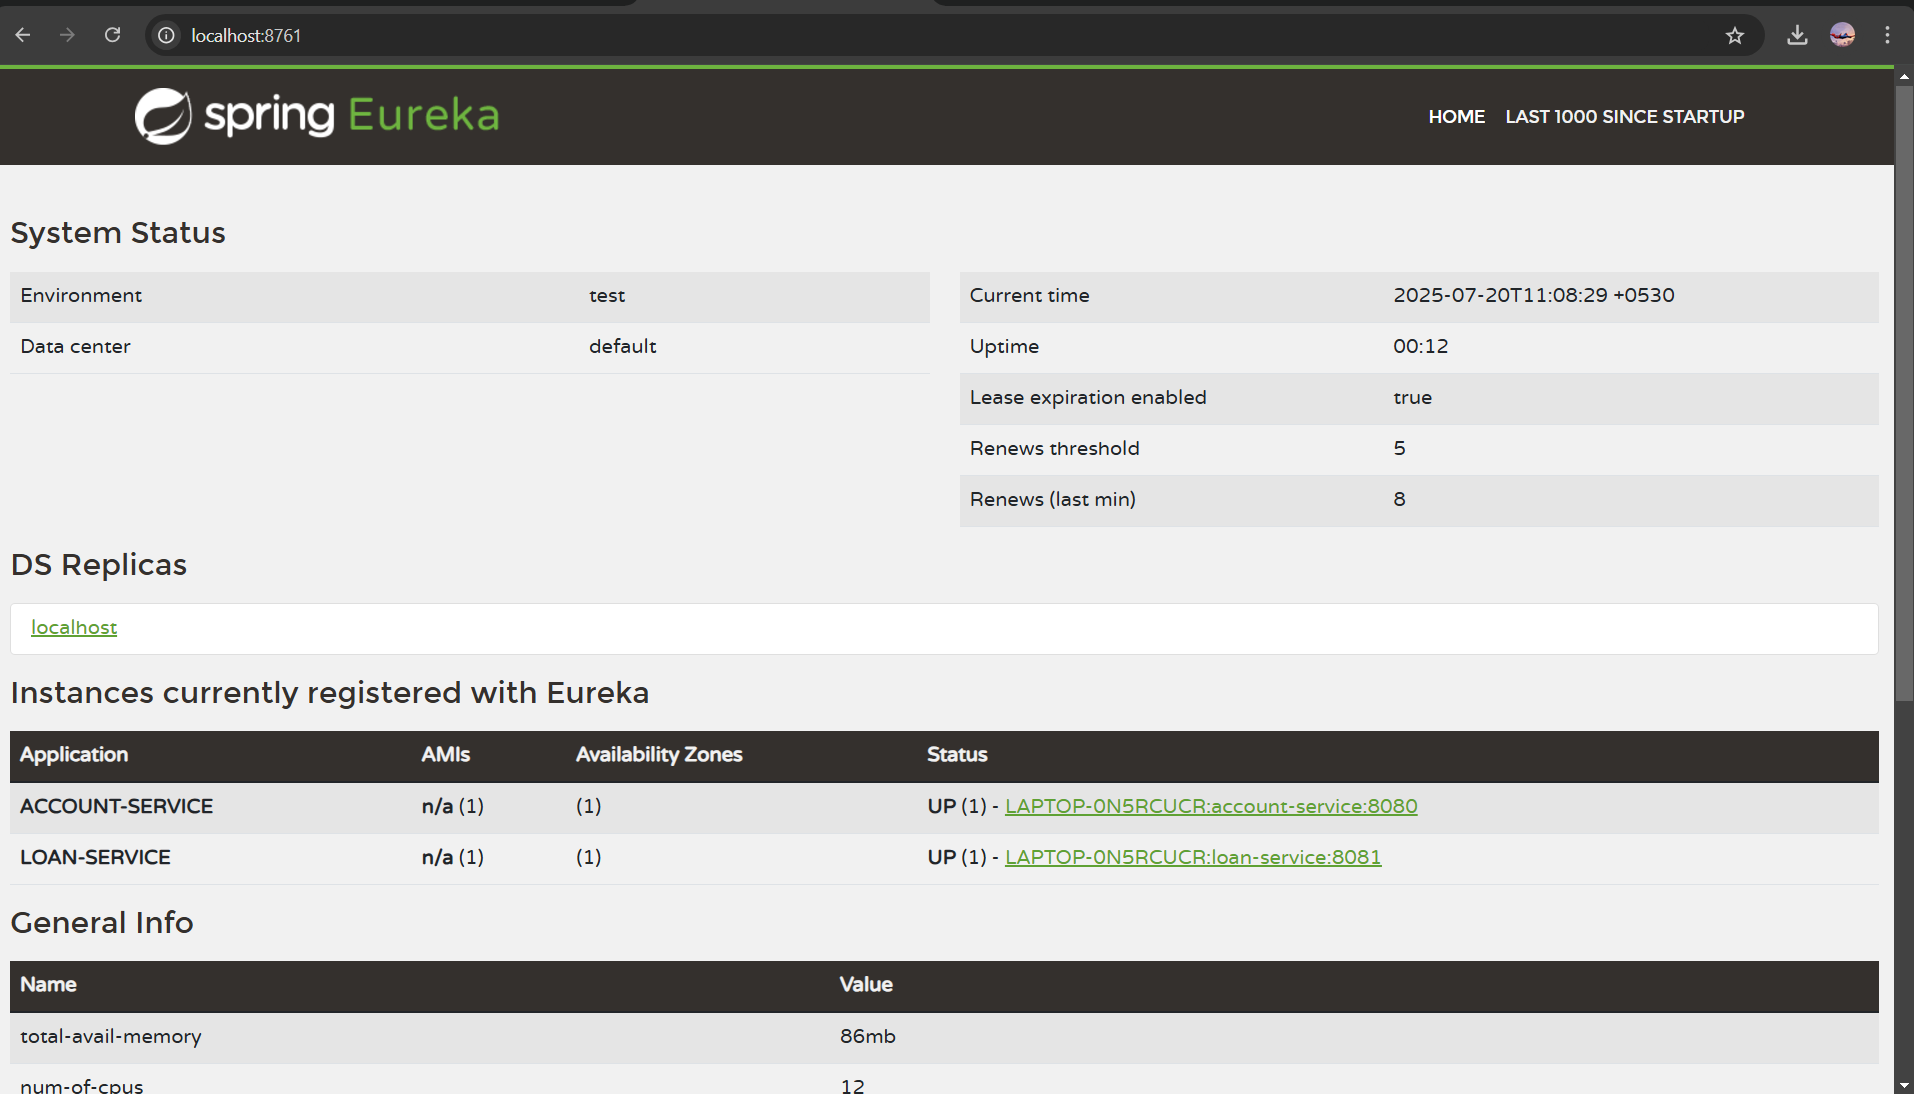 localhost:8761
spring Eureka
HOME LAST 1000 SINCE STARTUP
System Status
Environment test
Data center default
Current time 2025-07-20T11:08:29 +0530
Uptime 00:12
Lease expiration enabled true
Renews threshold 5
Renews (last min) 8
DS Replicas
localhost
Instances currently registered with Eureka
Application AMIs Availability Zones Status
ACCOUNT-SERVICE n/a (1) (1) UP (1) - LAPTOP-0N5RCUCR:account-service:8080
LOAN-SERVICE n/a (1) (1) UP (1) - LAPTOP-0N5RCUCR:loan-service:8081
General Info
Name Value
total-avail-memory 86mb
num-of-cpus 12